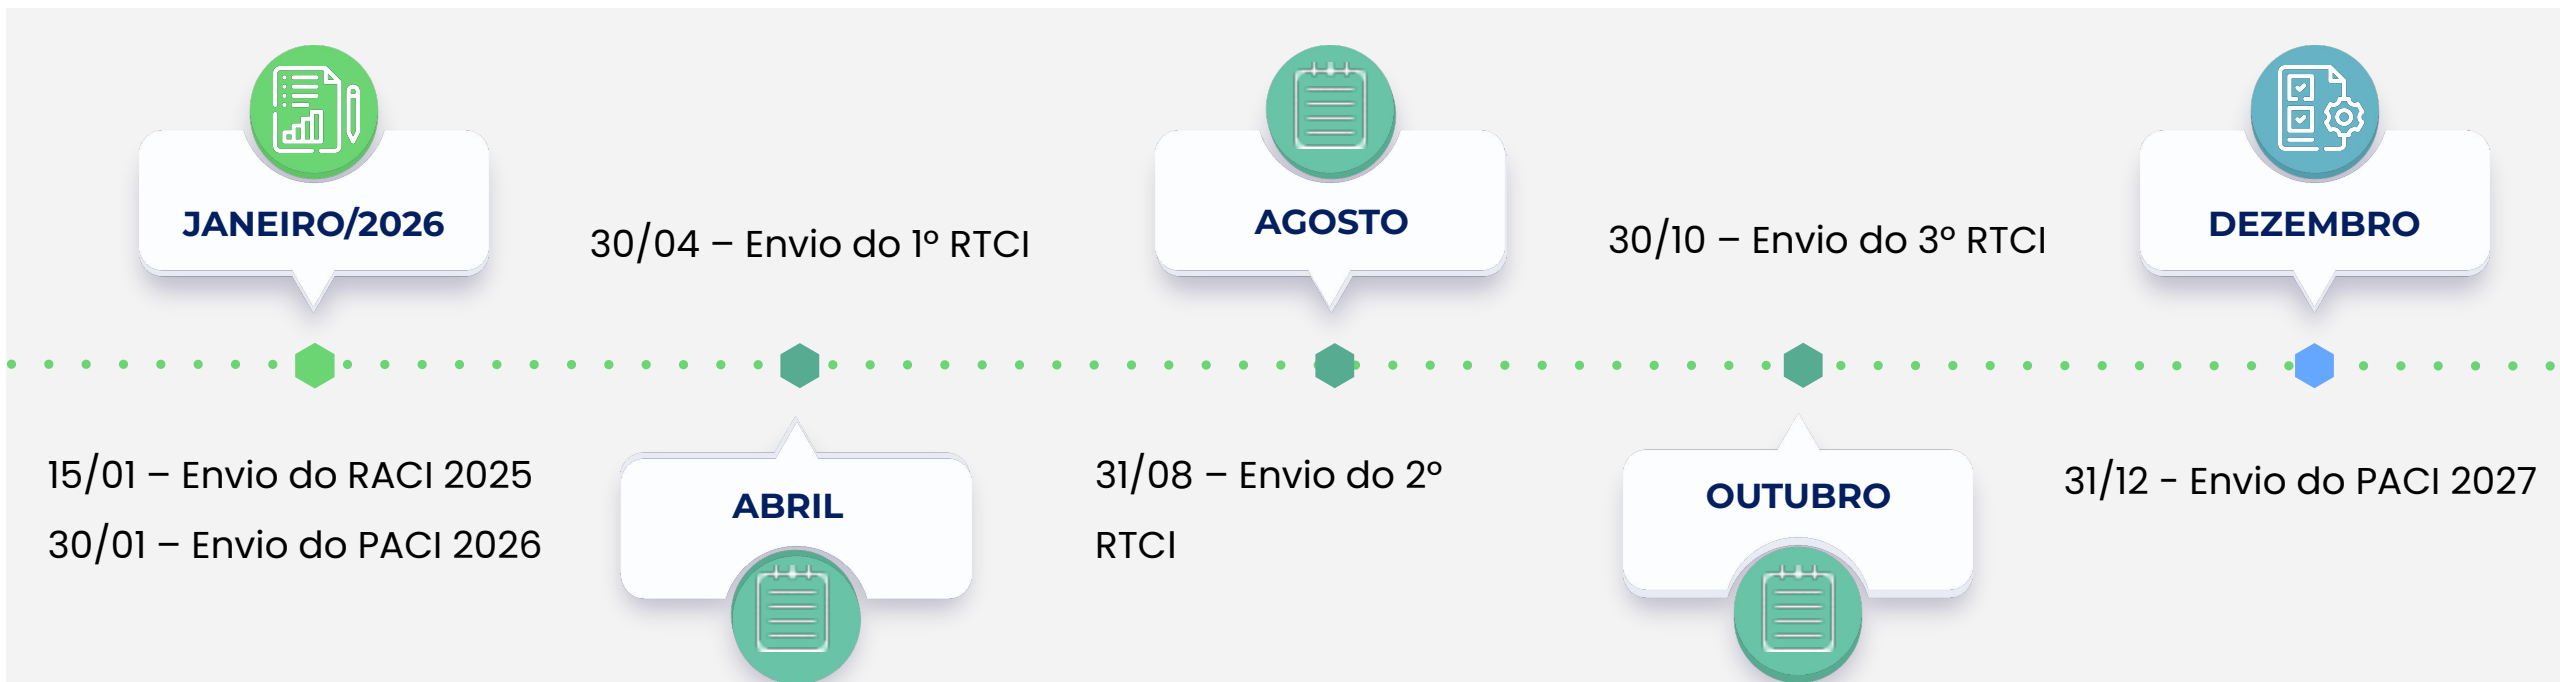 JANEIRO/2026
15/01 – Envio do RACI 2025
30/01 – Envio do PACI 2026
30/04 – Envio do 1º RTCI
ABRIL
AGOSTO
31/08 – Envio do 2º
RTCI
30/10 – Envio do 3º RTCI
OUTUBRO
DEZEMBRO
31/12 - Envio do PACI 2027